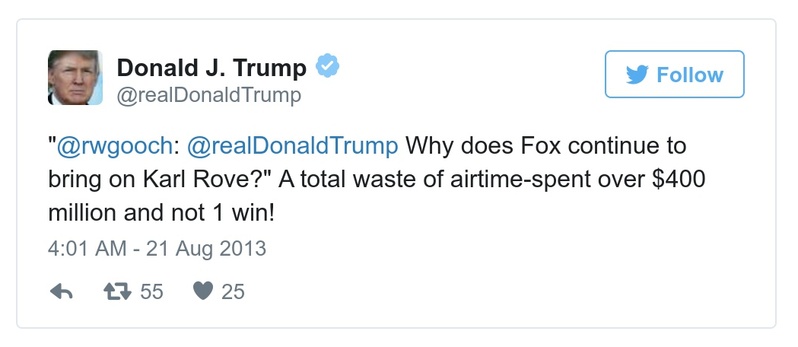 Donald J. Trump
@realDonaldTrump
Follow
"@rwgooch: @realDonaldTrump Why does Fox continue to
bring on Karl Rove?" A total waste of airtime-spent over $400
million and not 1 win!
4:01 AM - 21 Aug 2013
55 25